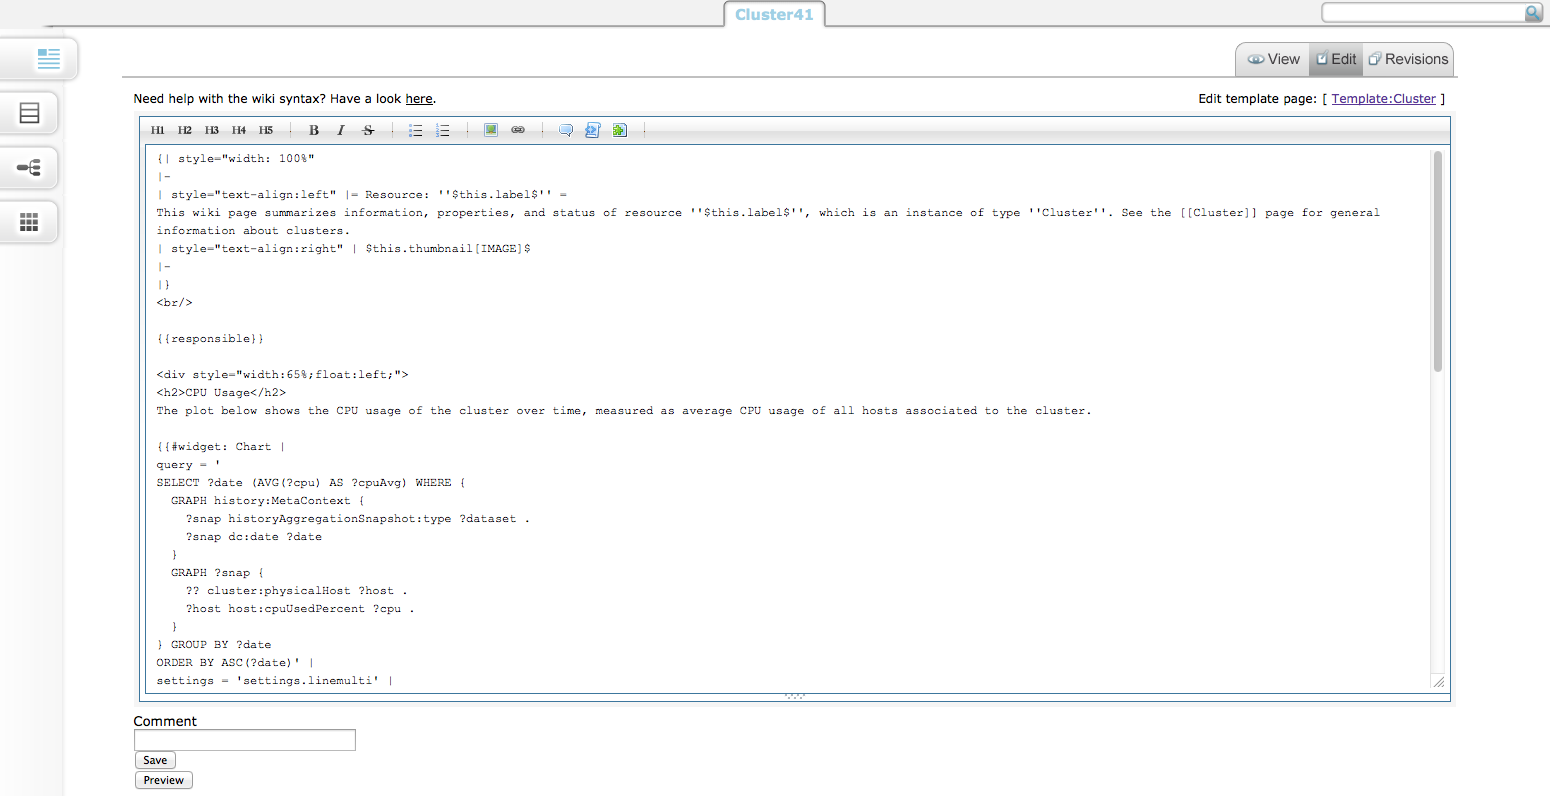 Cluster41
View Edit Revisions
Need help with the wiki syntax? Have a look here.
Edit template page: [ Template:Cluster ]
H1 H2 H3 H4 H5 B I S
{| style="width: 100%"
|-
| style="text-align:left" |= Resource: ''$this.label$'' =
This wiki page summarizes information, properties, and status of resource ''$this.label$'', which is an instance of type ''Cluster''. See the [[Cluster]] page for general
information about clusters.
| style="text-align:right" | $this.thumbnail[IMAGE]$
|-
|}
<br/>
{{responsible}}
<div style="width:65%;float:left;">
<h2>CPU Usage</h2>
The plot below shows the CPU usage of the cluster over time, measured as average CPU usage of all hosts associated to the cluster.
{{#widget: Chart |
query = '
SELECT ?date (AVG(?cpu) AS ?cpuAvg) WHERE {
GRAPH history:MetaContext {
?snap historyAggregationSnapshot:type ?dataset .
?snap dc:date ?date
}
GRAPH ?snap {
?? cluster:physicalHost ?host .
?host host:cpuUsedPercent ?cpu .
}
} GROUP BY ?date
ORDER BY ASC(?date)' |
settings = 'settings.linemulti' |
Comment
Save
Preview